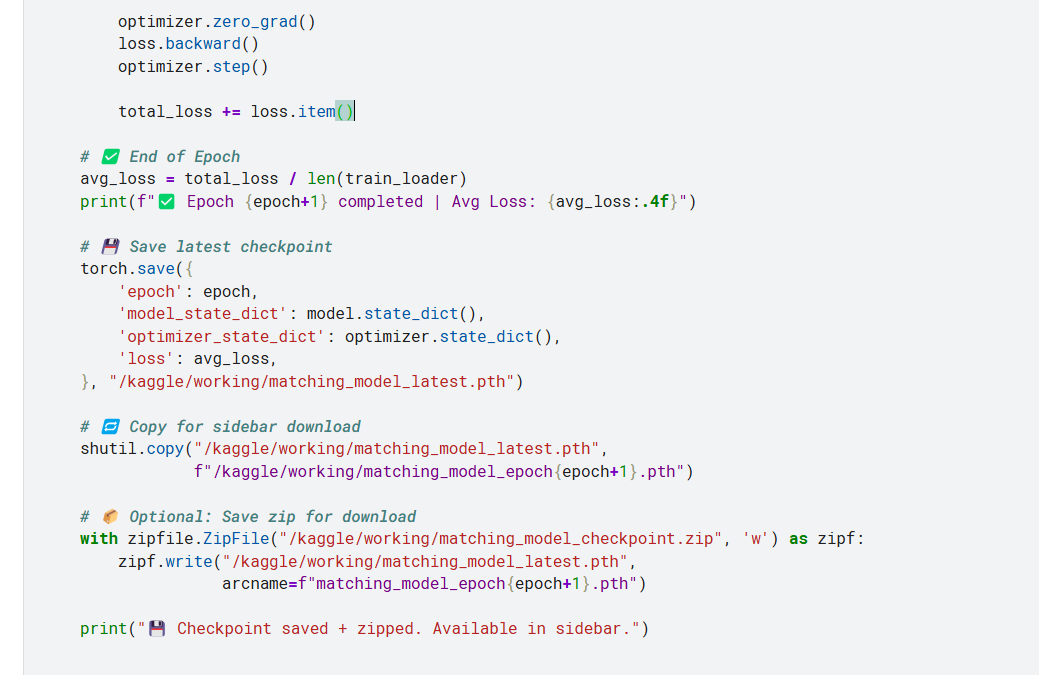 optimizer.zero_grad()
loss.backward()
optimizer.step()
total_loss += loss.item()
# ✅ End of Epoch
avg_loss = total_loss / len(train_loader)
print(f"✅ Epoch {epoch+1} completed | Avg Loss: {avg_loss:.4f}")
# 💾 Save latest checkpoint
torch.save({
'epoch': epoch,
'model_state_dict': model.state_dict(),
'optimizer_state_dict': optimizer.state_dict(),
'loss': avg_loss,
}, "/kaggle/working/matching_model_latest.pth")
# 🔁 Copy for sidebar download
shutil.copy("/kaggle/working/matching_model_latest.pth",
f"/kaggle/working/matching_model_epoch{epoch+1}.pth")
# 📦 Optional: Save zip for download
with zipfile.ZipFile("/kaggle/working/matching_model_checkpoint.zip", 'w') as zipf:
zipf.write("/kaggle/working/matching_model_latest.pth",
arcname=f"matching_model_epoch{epoch+1}.pth")
print("💾 Checkpoint saved + zipped. Available in sidebar.")